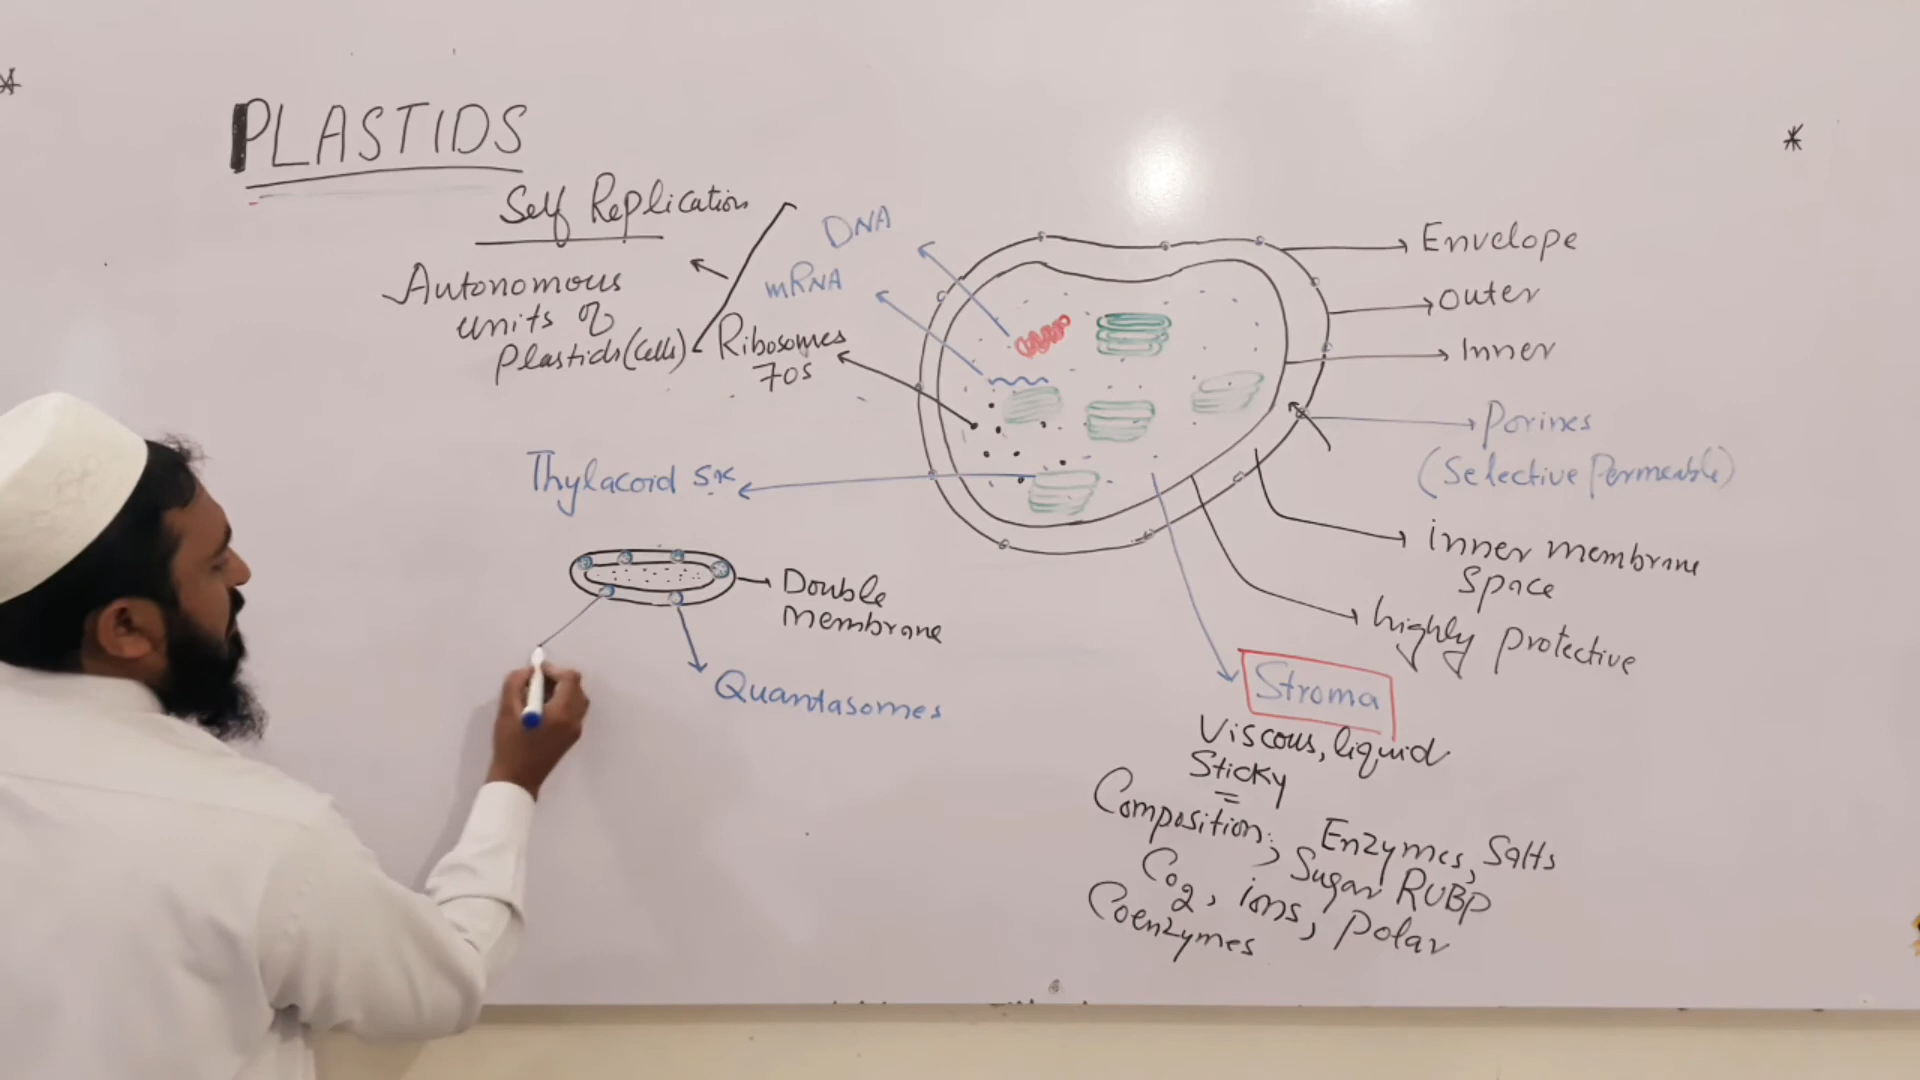 PLASTIDS
Self Replication
Autonomous
units of
Plastids (Cells)
DNA
mRNA
Ribosomes
70s
Thylacoid sk
Double
membrane
Quantasomes
Envelope
outer
Inner
Porines
(Selective Permeable)
inner membrane
space
highly protective
Stroma
Viscous, liquid
Sticky
Composition; Enzymes, Salts
Co2, ions, Sugar RUBP
Coenzymes, Polar